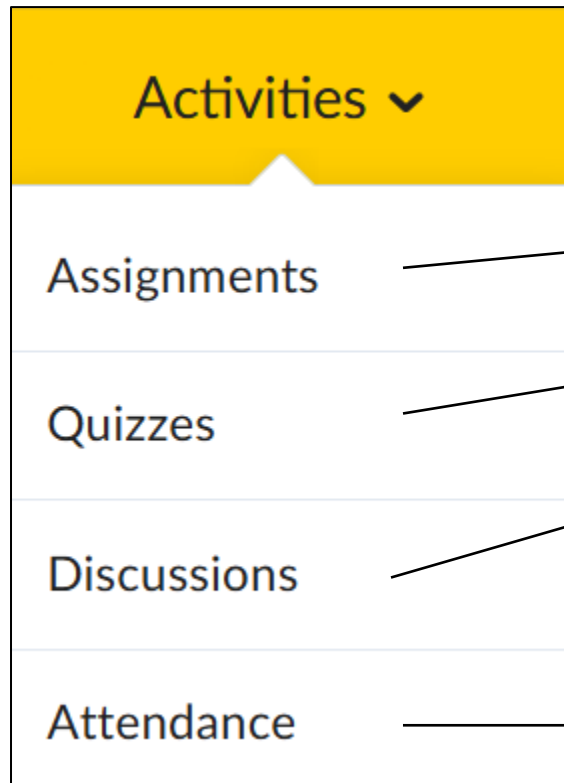 Activities
Assignments
Quizzes
Discussions
Attendance